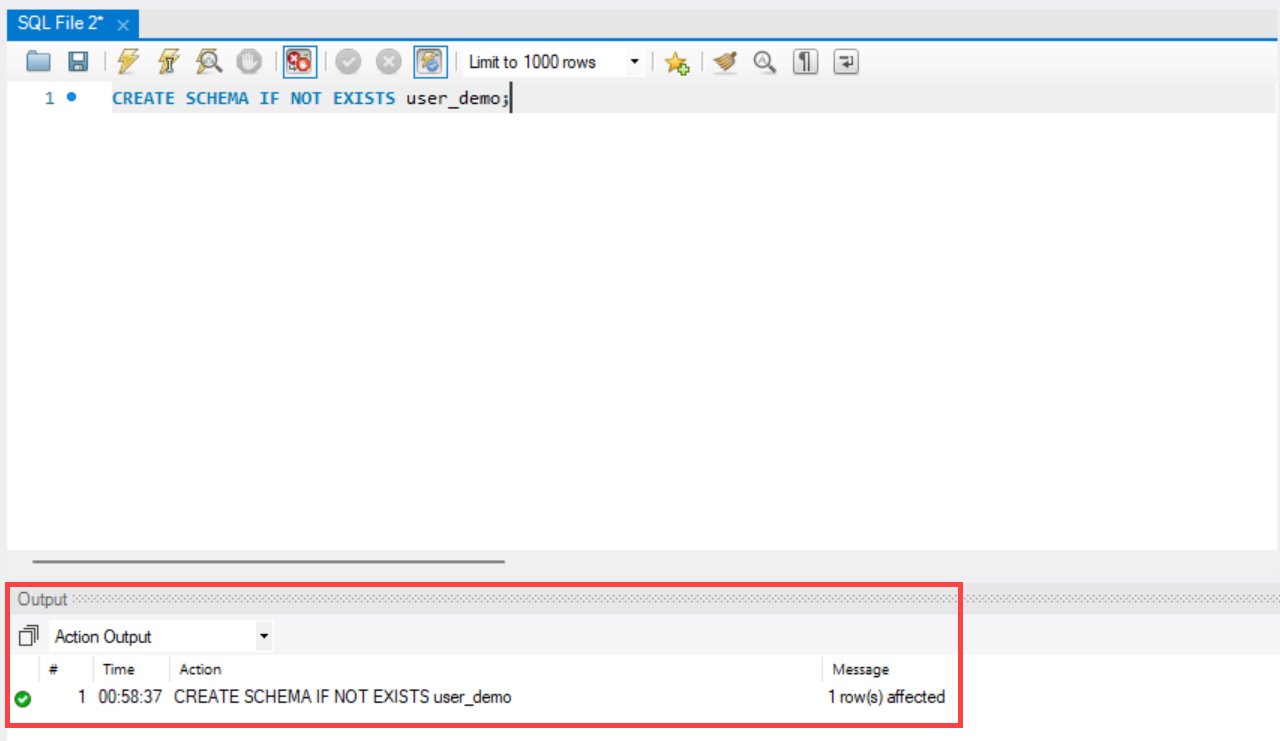 SQL File 2*
Limit to 1000 rows
1 CREATE SCHEMA IF NOT EXISTS user_demo;
Output
Action Output
# Time Action Message
1 00:58:37 CREATE SCHEMA IF NOT EXISTS user_demo 1 row(s) affected